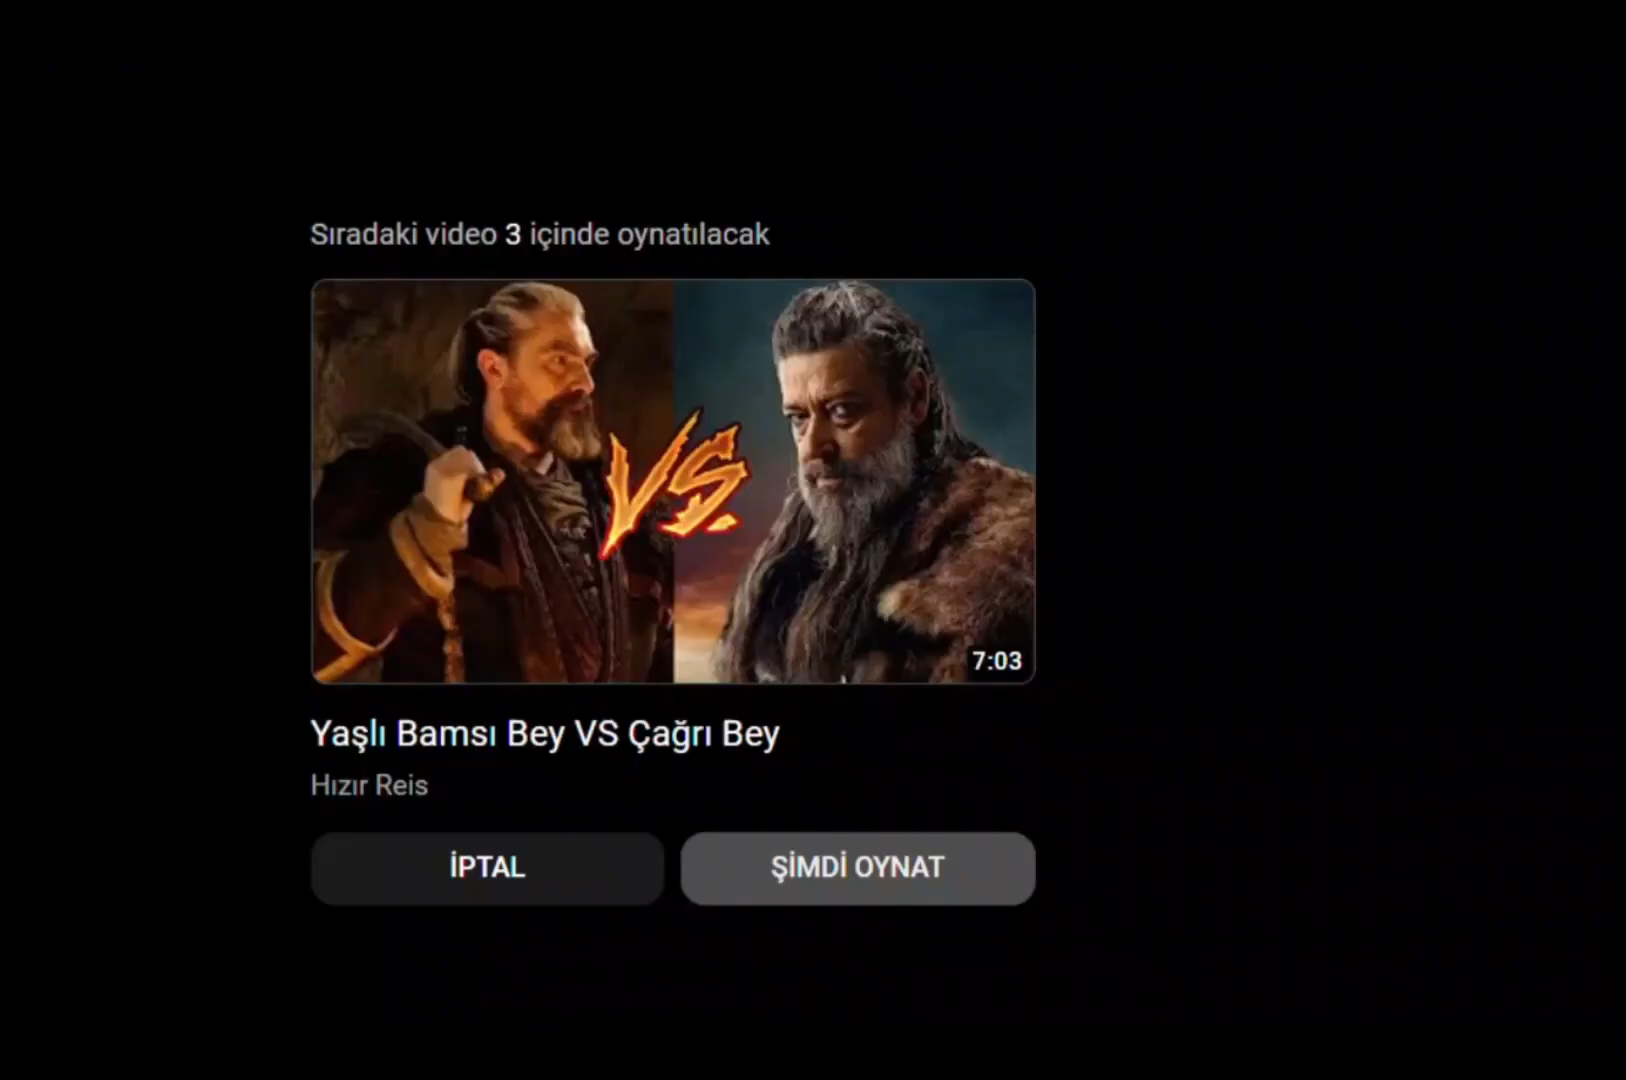 Sıradaki video 3 içinde oynatılacak
VS.
7:03
Yaşlı Bamsı Bey VS Çağrı Bey
Hızır Reis
İPTAL
ŞİMDİ OYNAT